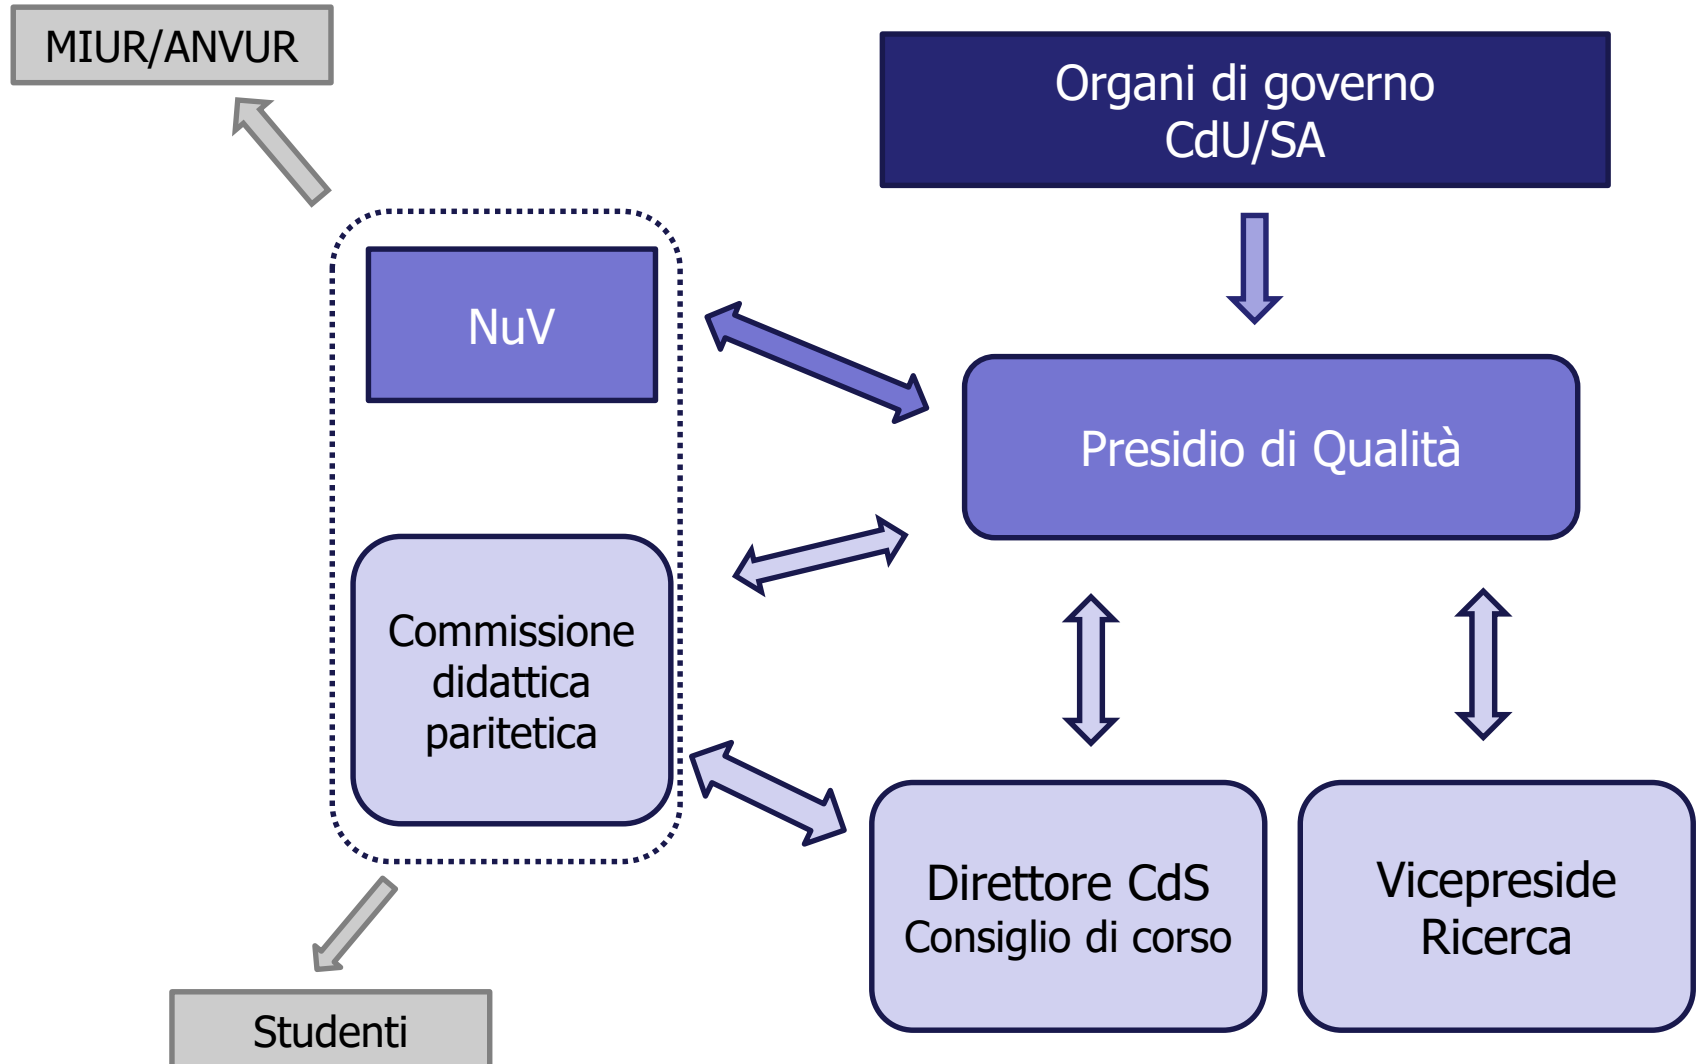 MIUR/ANVUR
Organi di governo
CdU/SA
NuV
Presidio di Qualità
Commissione
didattica
paritetica
Direttore CdS
Consiglio di corso
Vicepreside
Ricerca
Studenti